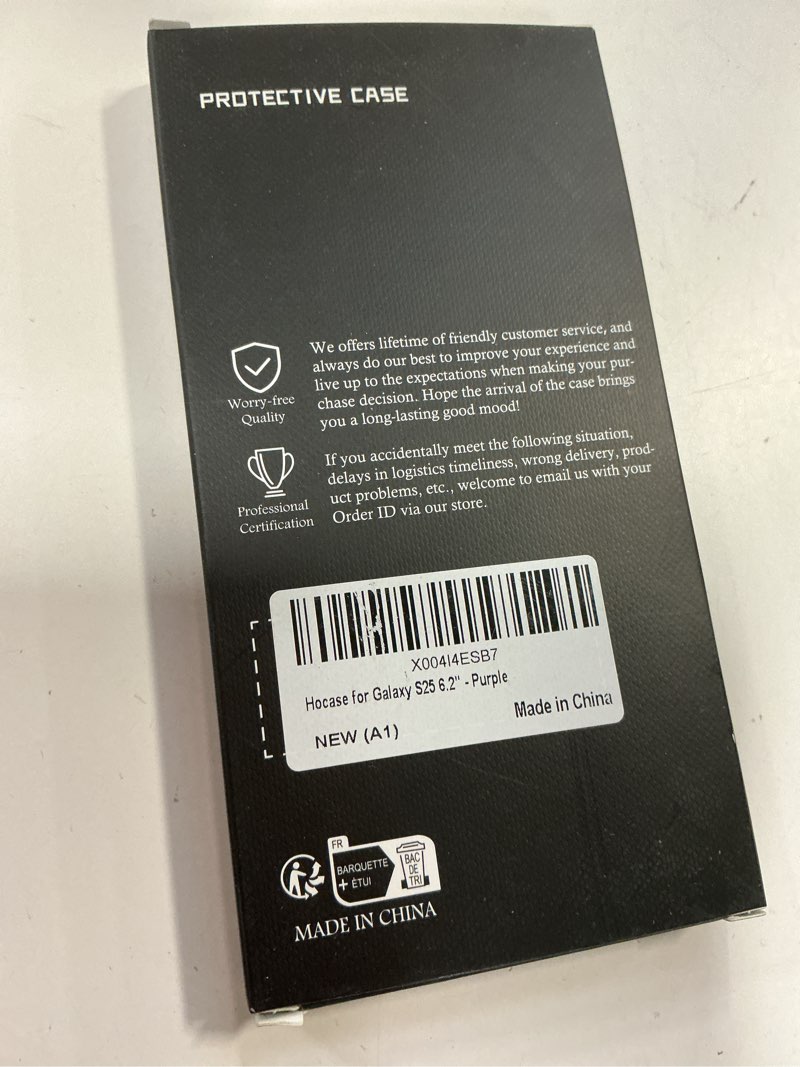 PROTECTIVE CASE
We offers lifetime of friendly customer service, and
always do our best to improve your experience and
live up to the expectations when making your pur-
chase decision. Hope the arrival of the case brings
you a long-lasting good mood!
Worry-free
Quality
If you accidentally meet the following situation,
delays in logistics timeliness, wrong delivery, prod-
uct problems, etc., welcome to email us with your
Order ID via our store.
Professional
Certification
X004I4ESB7
Hocase for Galaxy S25 6.2" - Purple
NEW (A1)
Made in China
FR
BARQUETTE
+ ÉTUI
BAC
DE
TRI
MADE IN CHINA